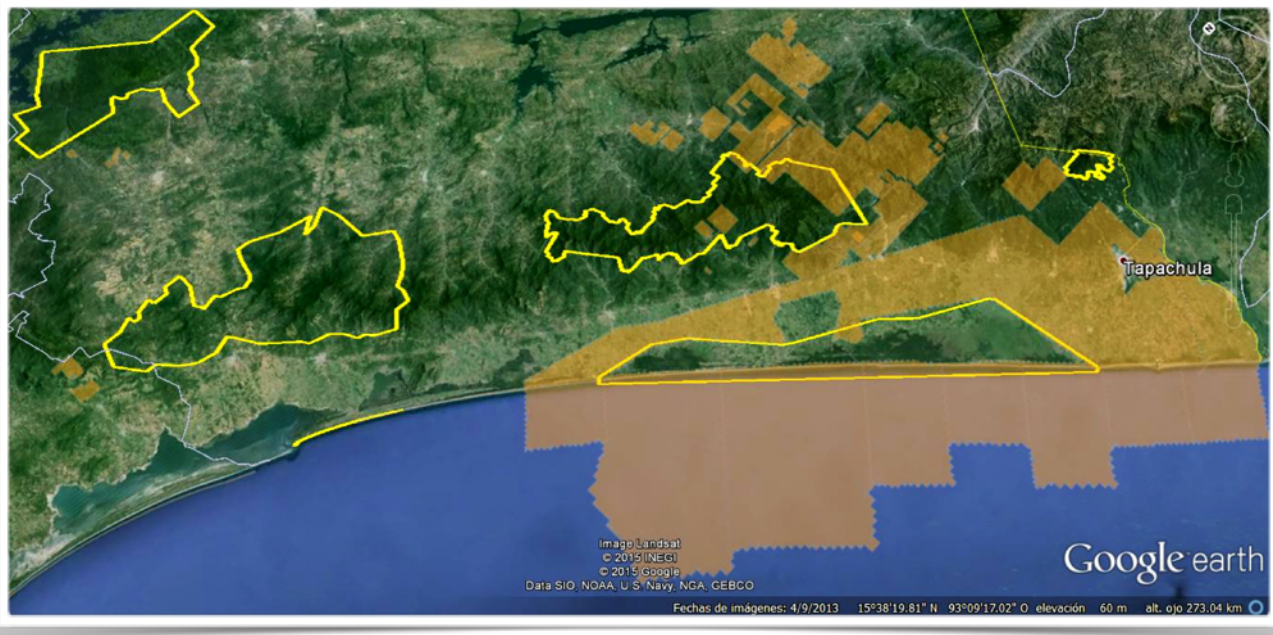 N
Tapachula
Image Landsat
© 2015 INEGI
© 2015 Google
Data SIO, NOAA, U.S. Navy, NGA, GEBCO
Google earth
Fechas de imágenes: 4/9/2013 15°38'19.81" N 93°09'17.02" O elevación 60 m alt. ojo 273.04 km